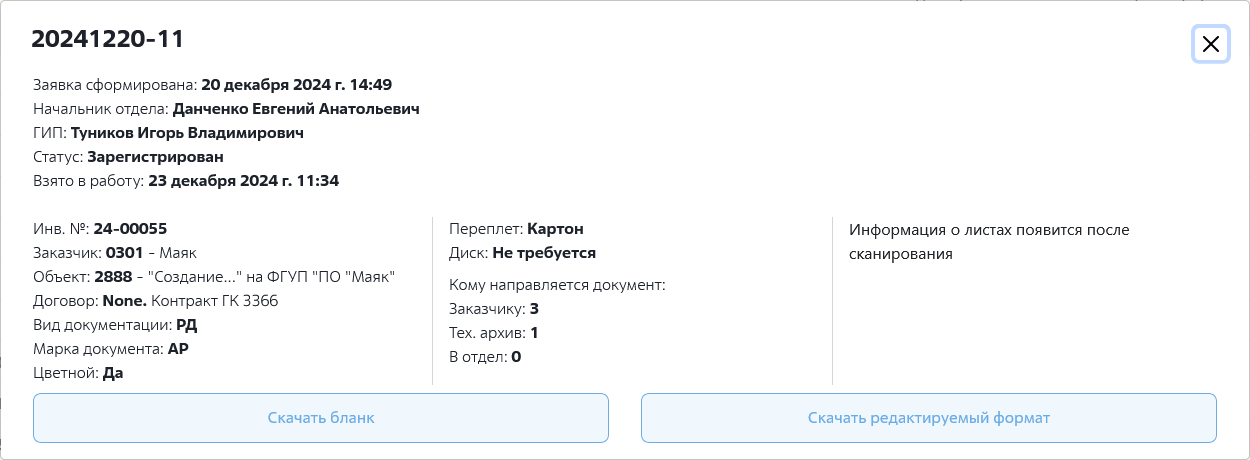 20241220-11
Заявка сформирована: 20 декабря 2024 г. 14:49
Начальник отдела: Данченко Евгений Анатольевич
ГИП: Туников Игорь Владимирович
Статус: Зарегистрирован
Взято в работу: 23 декабря 2024 г. 11:34
Инв. №: 24-00055
Заказчик: 0301 - Маяк
Объект: 2888 - "Создание..." на ФГУП "ПО "Маяк"
Договор: None. Контракт ГК 3366
Вид документации: РД
Марка документа: АР
Цветной: Да
Переплет: Картон
Диск: Не требуется
Кому направляется документ:
Заказчику: 3
Тех. архив: 1
В отдел: 0
Информация о листах появится после
сканирования
Скачать бланк
Скачать редактируемый формат